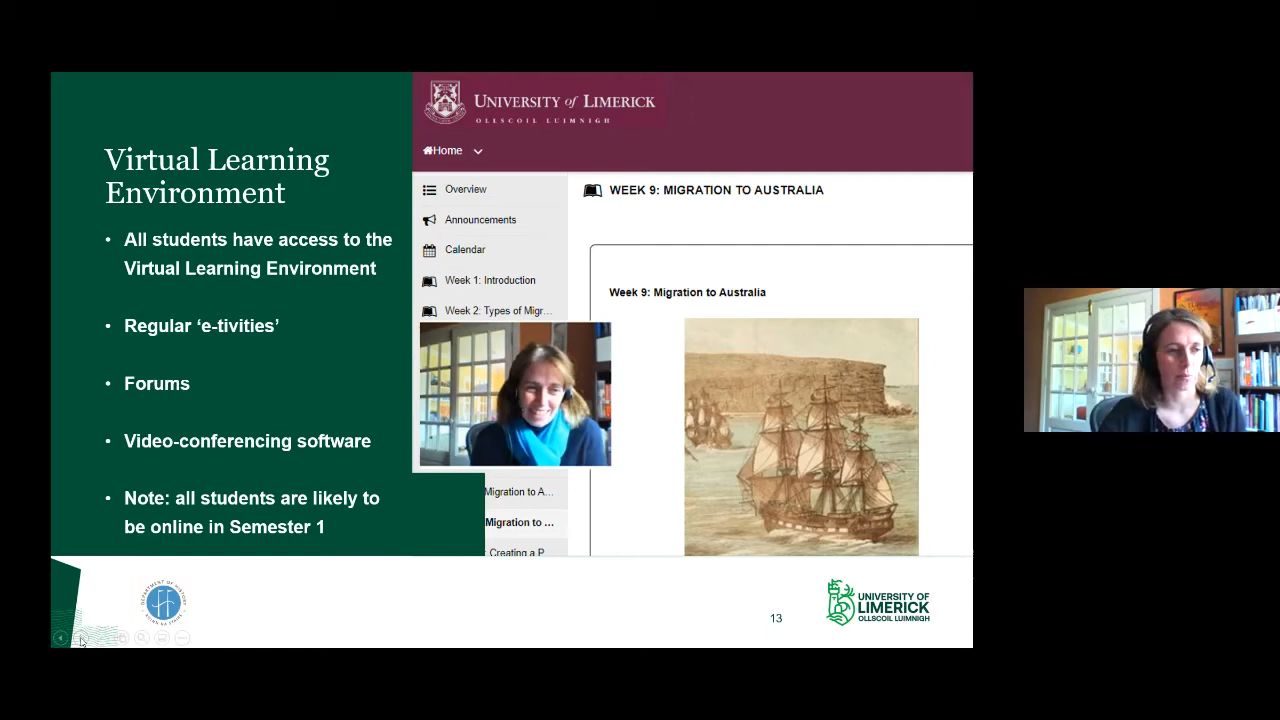 Virtual Learning
Environment
• All students have access to the
Virtual Learning Environment
• Regular ‘e-tivities’
• Forums
• Video-conferencing software
• Note: all students are likely to
be online in Semester 1
UNIVERSITY of LIMERICK
OLLSCOIL LUIMNIGH
Home
Overview
Announcements
Calendar
Week 1: Introduction
Week 2: Types of Migr...
Migration to A...
Migration to ...
: Creating a P
WEEK 9: MIGRATION TO AUSTRALIA
Week 9: Migration to Australia
DEPARTMENT OF HISTORY
13
UNIVERSITY OF
LIMERICK
OLLSCOIL LUIMNIGH